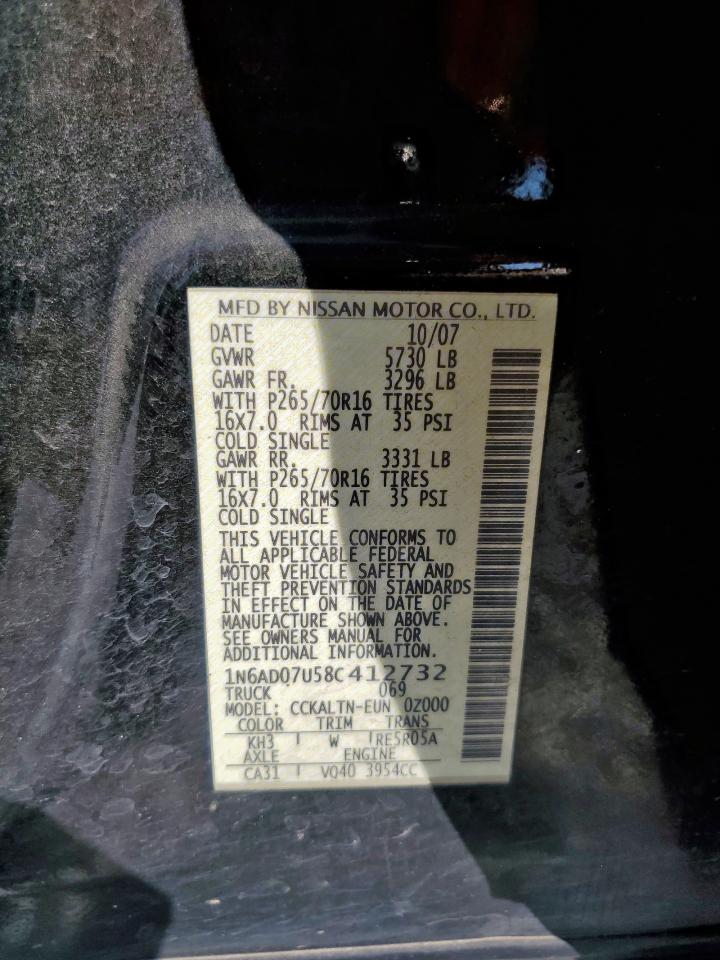 MFD BY NISSAN MOTOR CO., LTD.
DATE 10/07
GVWR 5730 LB
GAWR FR. 3296 LB
WITH P265/70R16 TIRES
16X7.0 RIMS AT 35 PSI
COLD SINGLE
GAWR RR. 3331 LB
WITH P265/70R16 TIRES
16X7.0 RIMS AT 35 PSI
COLD SINGLE
THIS VEHICLE CONFORMS TO
ALL APPLICABLE FEDERAL
MOTOR VEHICLE SAFETY AND
THEFT PREVENTION STANDARDS
IN EFFECT ON THE DATE OF
MANUFACTURE SHOWN ABOVE.
SEE OWNERS MANUAL FOR
ADDITIONAL INFORMATION.
1N6AD07U58C412732
TRUCK 069
MODEL: CCKALTN-EUN 0Z000
COLOR TRIM TRANS
KH3 W RE5R05A
AXLE ENGINE
CA31 VQ40 3954CC